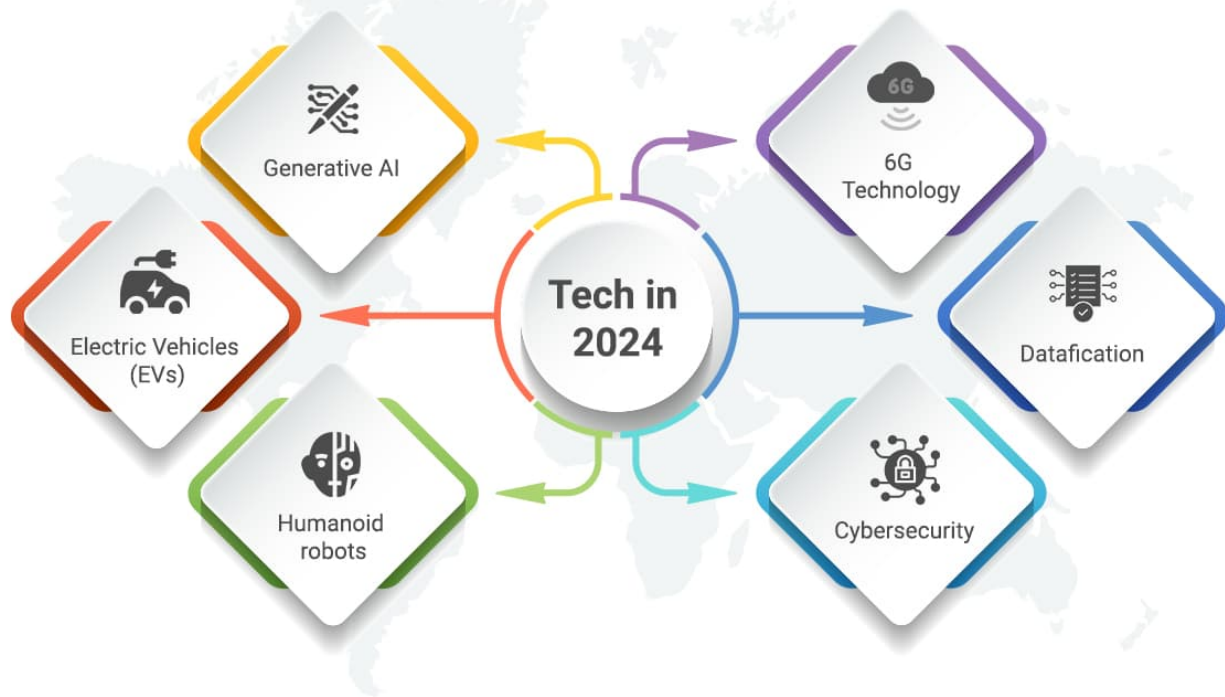 Generative AI
6G
6G
Technology
Electric Vehicles
(EVs)
Tech in
2024
Datafication
Humanoid
robots
Cybersecurity